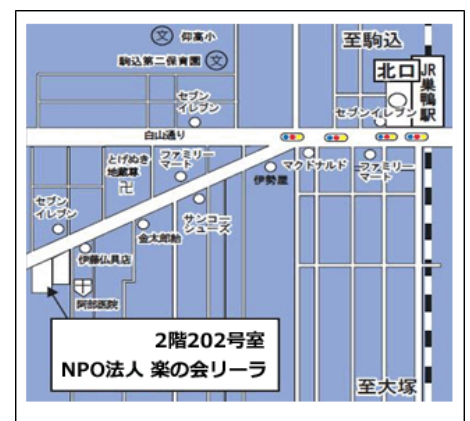 仰高小
至駒込
駒込第二保育園
北口
JR巣鴨駅
セブンイレブン
セブン
イレブン
白山通り
とげぬき
地蔵尊
ファミリー
マート
マクドナルド
ファミリー
マート
伊勢屋
セブン
イレブン
サンコー
シューズ
金太郎飴
伊藤仏具店
阿部医院
2階202号室
NPO法人 楽の会リーラ
至大塚